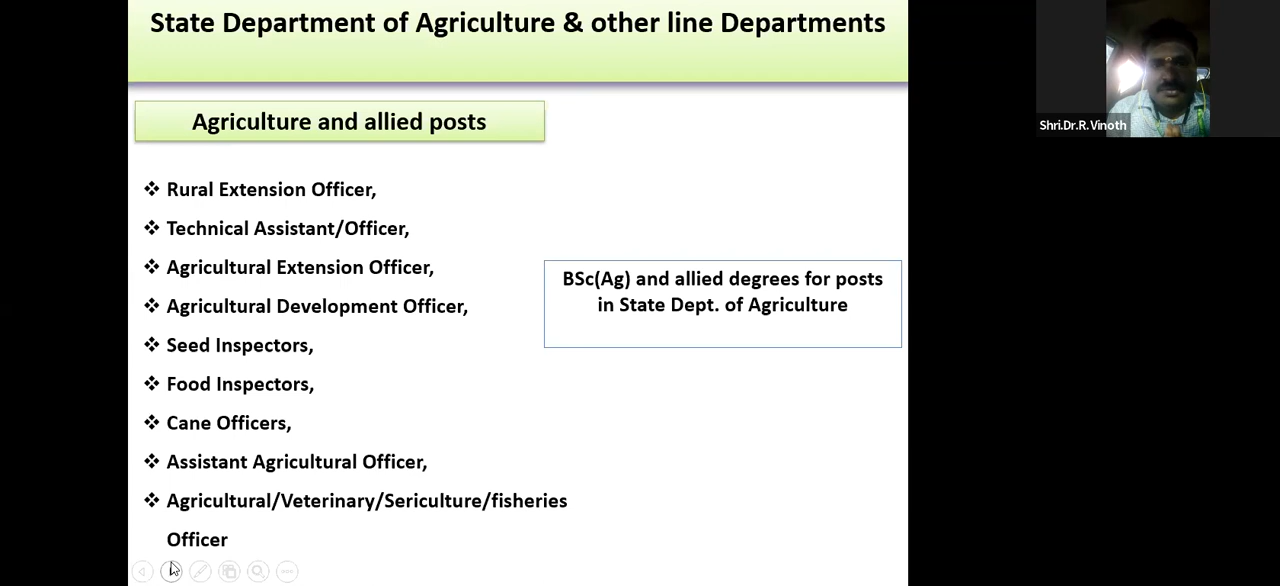 State Department of Agriculture & other line Departments
Agriculture and allied posts
❖ Rural Extension Officer,
❖ Technical Assistant/Officer,
❖ Agricultural Extension Officer,
❖ Agricultural Development Officer,
❖ Seed Inspectors,
❖ Food Inspectors,
❖ Cane Officers,
❖ Assistant Agricultural Officer,
❖ Agricultural/Veterinary/Sericulture/fisheries
Officer
BSc(Ag) and allied degrees for posts
in State Dept. of Agriculture
Shri.Dr.R.Vinoth